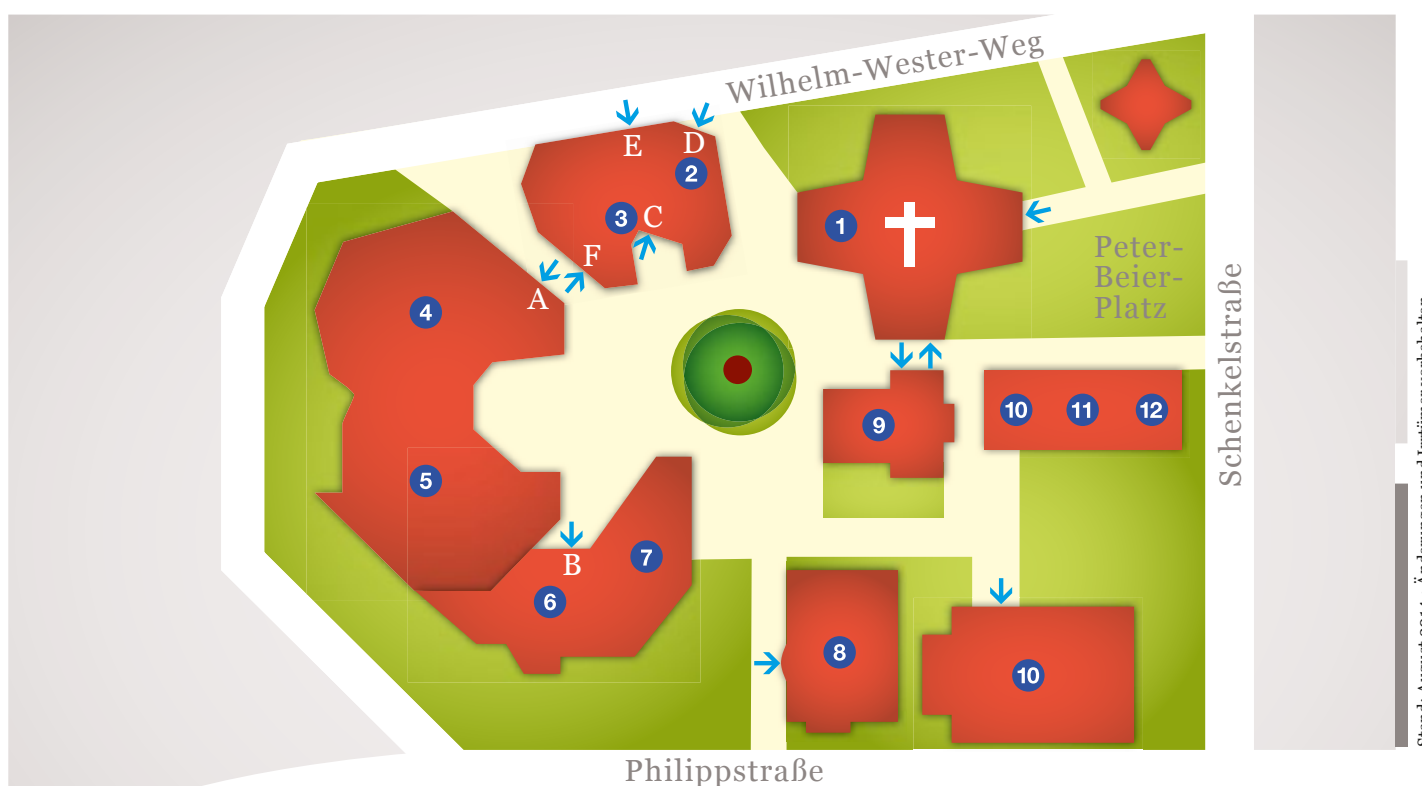 Wilhelm-Wester-Weg
E
D
2
3
C
1
F
A
Peter-
Beier-
Platz
Schenkelstraße
4
9
10
11
12
5
B
7
6
8
10
Philippstraße